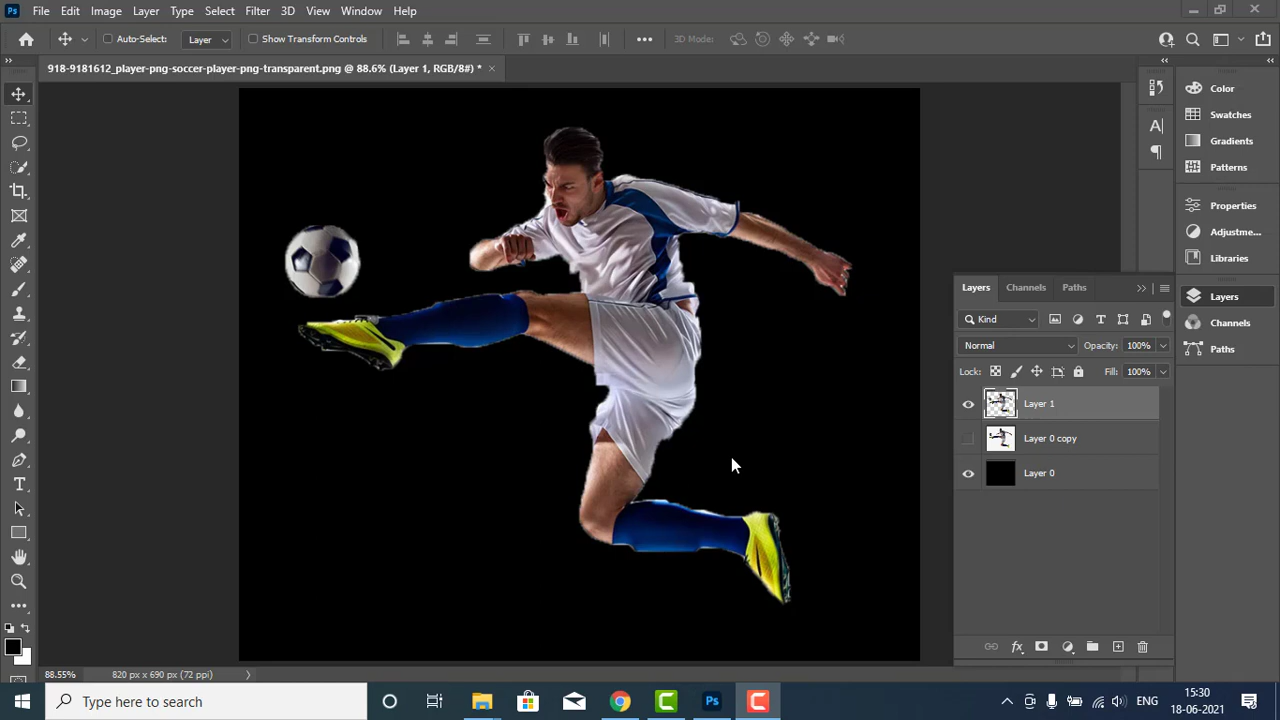 Ps File Edit Image Layer Type Select Filter 3D View Window Help
Auto-Select: Layer Show Transform Controls 3D Mode:
918-9181612_player-png-soccer-player-png-transparent.png @ 88.6% (Layer 1, RGB/8#) *
Color
Swatches
Gradients
Patterns
Properties
Adjustme...
Libraries
Layers
Channels
Paths
Layers Channels Paths
Kind
Normal Opacity: 100%
Lock: Fill: 100%
Layer 1
Layer 0 copy
Layer 0
fx
88.55% 820 px x 690 px (72 ppi)
Type here to search
Ps
ENG
15:30
18-06-2021